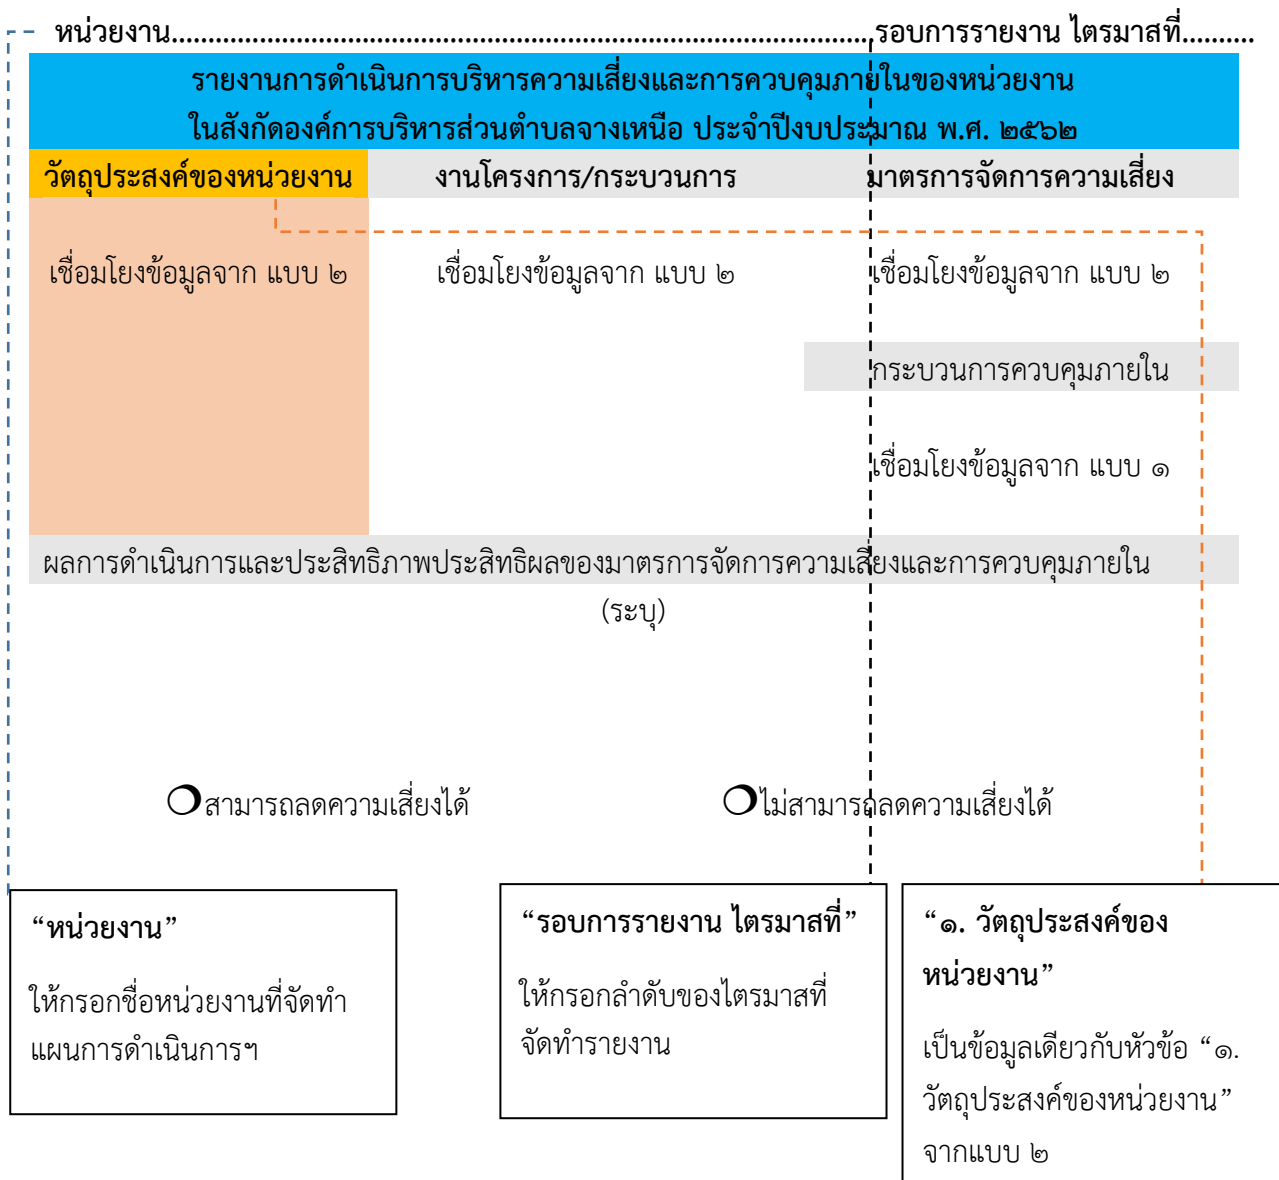 หน่วยงาน...............................................................................................รอบการรายงาน ไตรมาสที่..........
รายงานการดำเนินการบริหารความเสี่ยงและการควบคุมภายในของหน่วยงาน
ในสังกัดองค์การบริหารส่วนตำบลจางเหนือ ประจำปีงบประมาณ พ.ศ. ๒๕๖๒
วัตถุประสงค์ของหน่วยงาน งานโครงการ/กระบวนการ มาตรการจัดการความเสี่ยง
เชื่อมโยงข้อมูลจาก แบบ ๒ เชื่อมโยงข้อมูลจาก แบบ ๒ เชื่อมโยงข้อมูลจาก แบบ ๒
กระบวนการควบคุมภายใน
เชื่อมโยงข้อมูลจาก แบบ ๑
ผลการดำเนินการและประสิทธิภาพประสิทธิผลของมาตรการจัดการความเสี่ยงและการควบคุมภายใน
(ระบุ)
สามารถลดความเสี่ยงได้ ไม่สามารถลดความเสี่ยงได้
“หน่วยงาน”
ให้กรอกชื่อหน่วยงานที่จัดทำ
แผนการดำเนินการฯ
“รอบการรายงาน ไตรมาสที่”
ให้กรอกลำดับของไตรมาสที่
จัดทำรายงาน
“๑. วัตถุประสงค์ของ
หน่วยงาน”
เป็นข้อมูลเดียวกับหัวข้อ “๑.
วัตถุประสงค์ของหน่วยงาน”
จากแบบ ๒